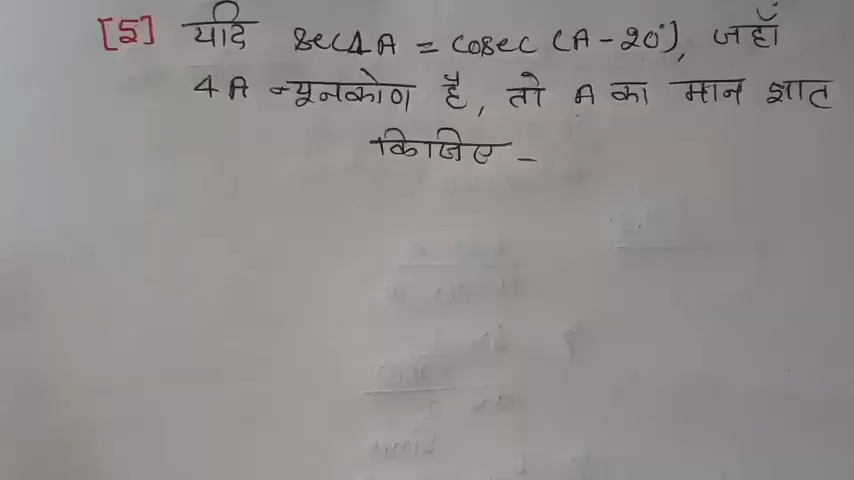 [5] यदि sec4A = cosec (A - 20°), जहाँ
4A न्यूनकोण है, तो A का मान ज्ञात
किजिए -